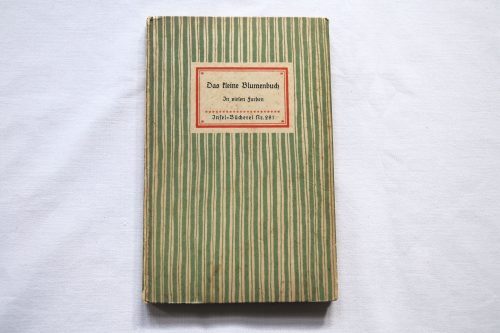 Das kleine Blumenbuch
In vielen Farben
Insel-Bücherei Nr. 281